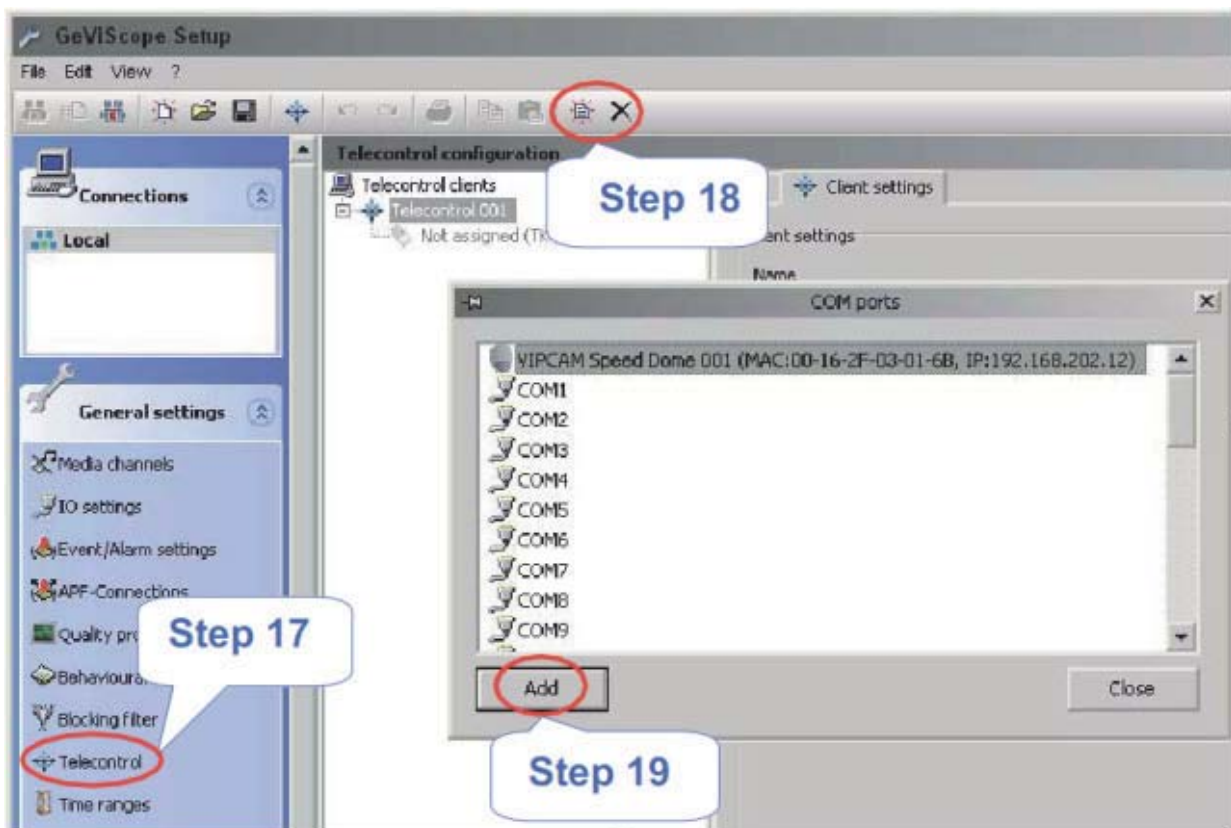 GeViScope Setup
File Edit View ?
Telecontrol configuration
Connections
Local
General settings
Media channels
IO settings
Event/Alarm settings
APF-Connections
Quality
Blocking filter
Telecontrol
Time ranges
Telecontrol clients
Telecontrol 001
Not assigned
Step 18
Client settings
settings
Name
COM ports
VIPCAM Speed Dome 001 (MAC:00-16-2F-03-01-6B, IP:192.168.202.12)
COM1
COM2
COM3
COM4
COM5
COM6
COM7
COM8
COM9
Add
Close
Step 17
Step 19